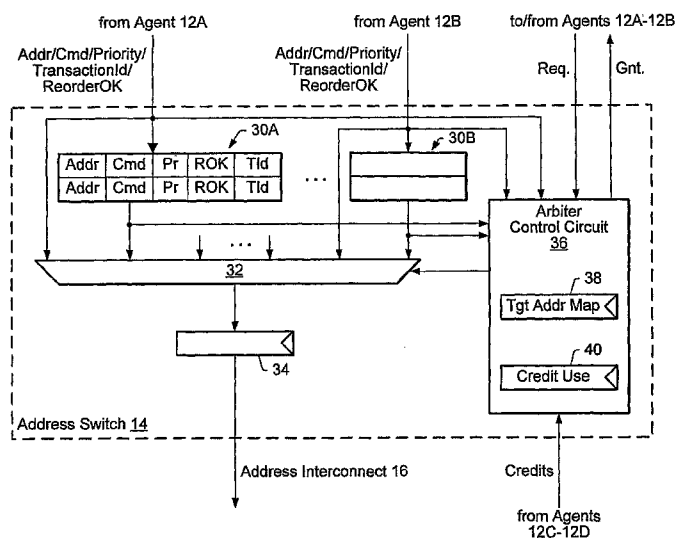 from Agent 12A
from Agent 12B
to/from Agents 12A-12B
Addr/Cmd/Priority/
TransactionId/
ReorderOK
Addr/Cmd/Priority/
TransactionId/
ReorderOK
Req.
Gnt.
30A
30B
Addr Cmd Pr ROK TId
Addr Cmd Pr ROK TId
...
...
Arbiter
Control Circuit
36
32
38
Tgt Addr Map
34
40
Credit Use
Address Switch 14
Address Interconnect 16
Credits
from Agents
12C-12D